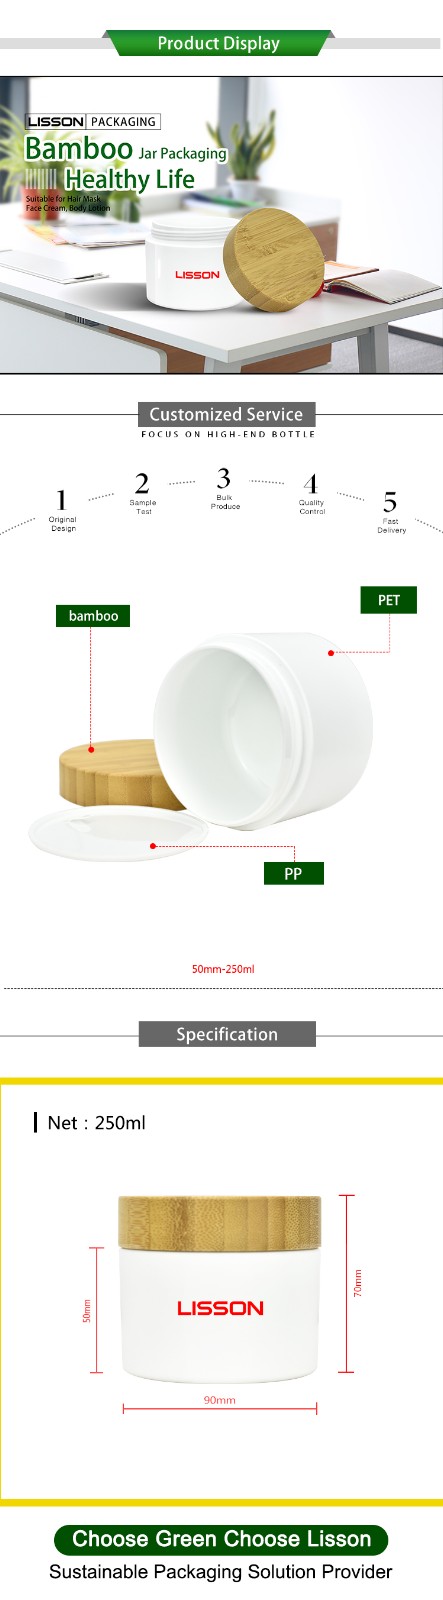 Product Display
LISSON PACKAGING
Bamboo Jar Packaging
Healthy Life
Suitable for Hair Mask
Face Cream, Body Lotion
LISSON
Customized Service
FOCUS ON HIGH-END BOTTLE
1
Original
Design
2
Sample
Test
3
Bulk
Produce
4
Quality
Control
5
Fast
Delivery
bamboo
PET
PP
50mm-250ml
Specification
Net : 250ml
50mm
LISSON
70mm
90mm
Choose Green Choose Lisson
Sustainable Packaging Solution Provider